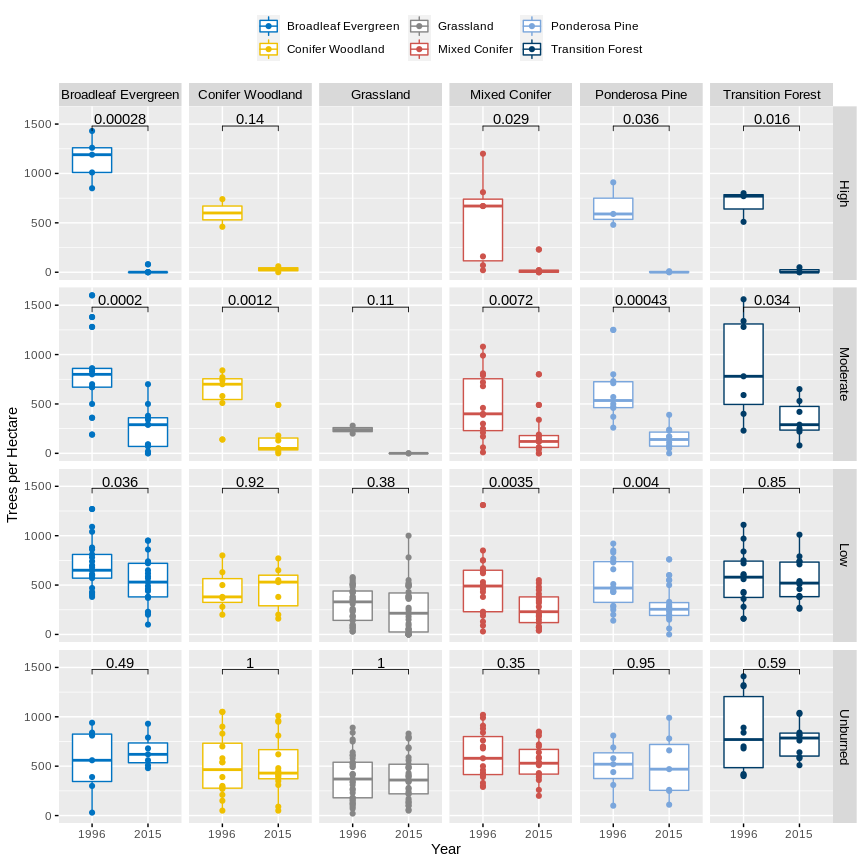 Broadleaf Evergreen Grassland Ponderosa Pine
Conifer Woodland Mixed Conifer Transition Forest
Broadleaf Evergreen Conifer Woodland Grassland Mixed Conifer Ponderosa Pine Transition Forest
0.00028 0.14 0.029 0.036 0.016
1500
1000
500
0
High
0.0002 0.0012 0.11 0.0072 0.00043 0.034
1500
1000
500
0
Moderate
Trees per Hectare
0.036 0.92 0.38 0.0035 0.004 0.85
1500
1000
500
0
Low
0.49 1 1 0.35 0.95 0.59
1500
1000
500
0
Unburned
1996 2015 1996 2015 1996 2015 1996 2015 1996 2015 1996 2015
Year